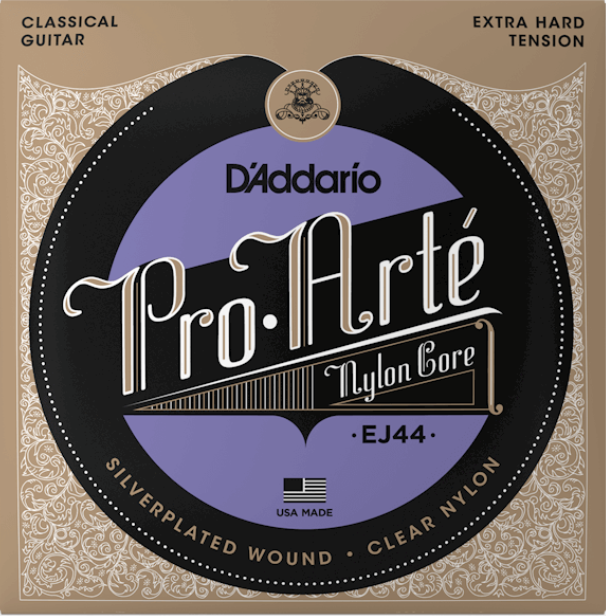 CLASSICAL
GUITAR
EXTRA HARD
TENSION
D'Addario
Pro·Arté
Nylon Core
·EJ44·
USA MADE
SILVERPLATED WOUND · CLEAR NYLON